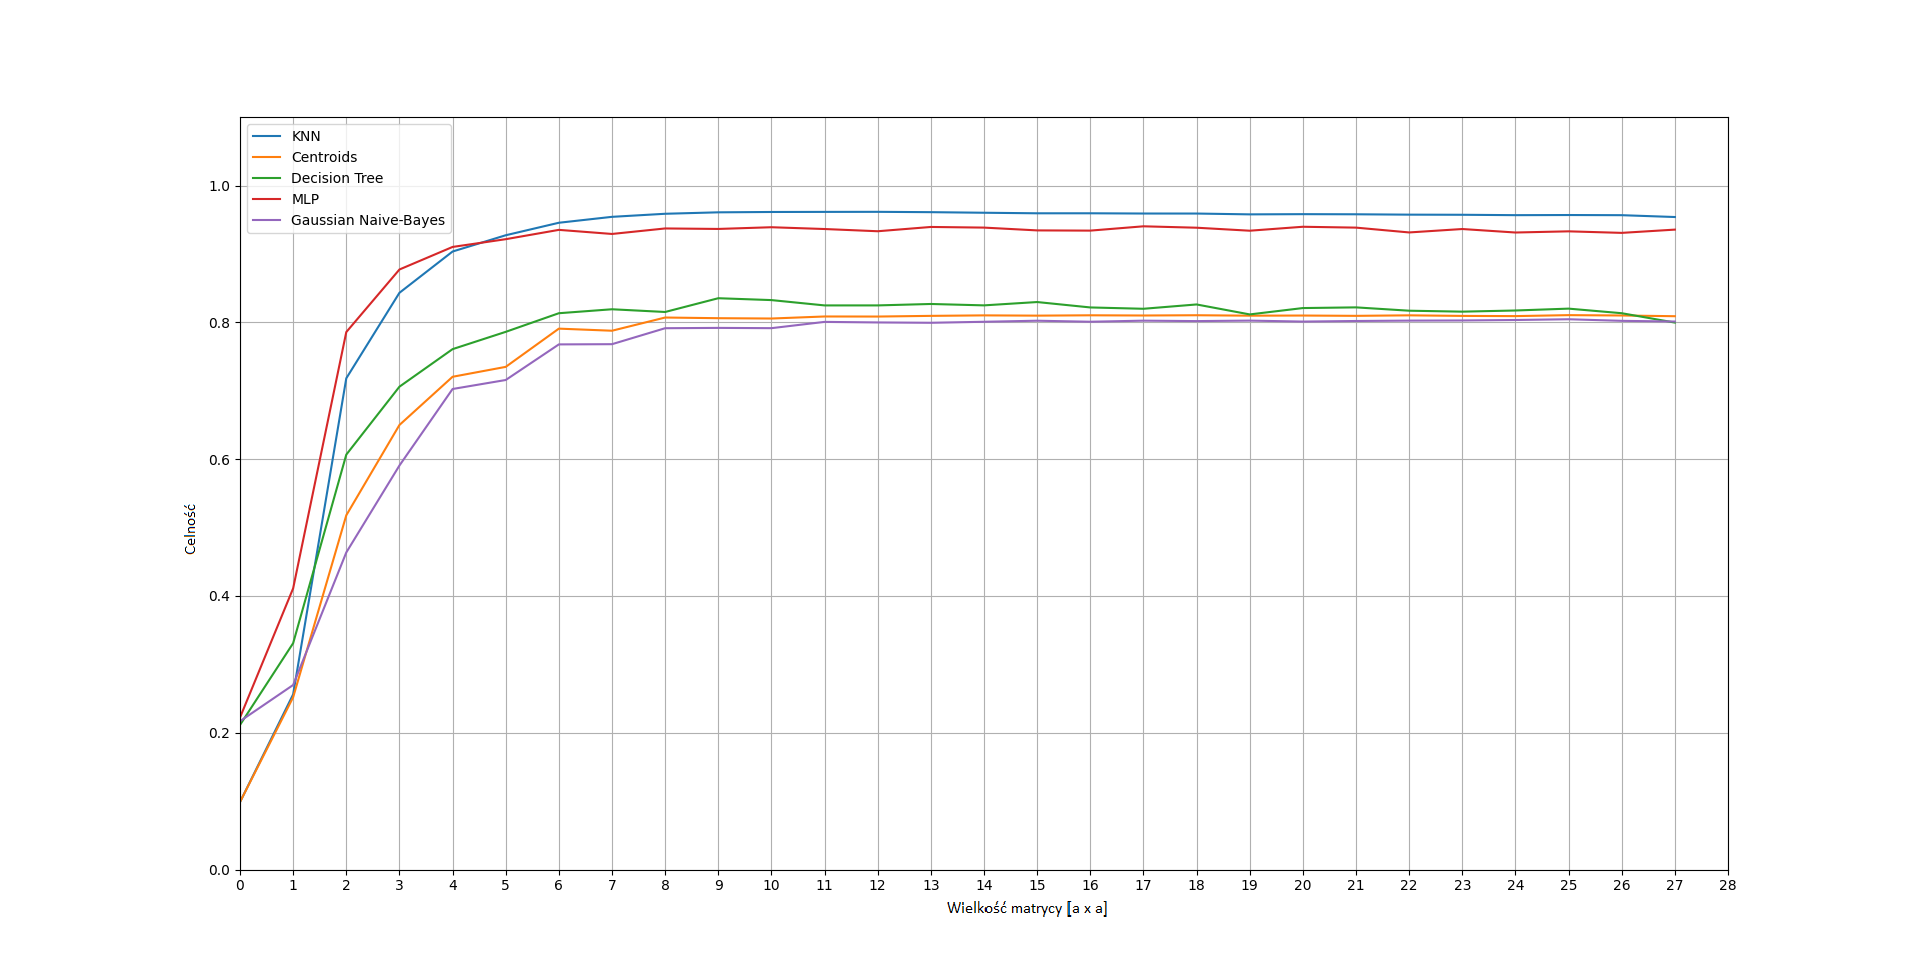 KNN
Centroids
Decision Tree
MLP
Gaussian Naive-Bayes
1.0
0.8
0.6
0.4
0.2
0.0
Celność
0 1 2 3 4 5 6 7 8 9 10 11 12 13 14 15 16 17 18 19 20 21 22 23 24 25 26 27 28
Wielkość matrycy [a x a]